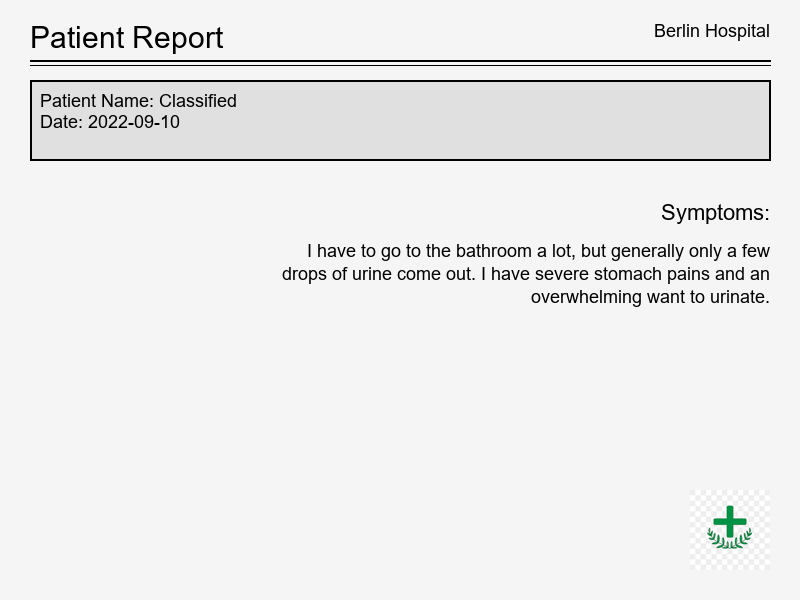 Patient Report
Berlin Hospital
Patient Name: Classified
Date: 2022-09-10
Symptoms:
I have to go to the bathroom a lot, but generally only a few
drops of urine come out. I have severe stomach pains and an
overwhelming want to urinate.